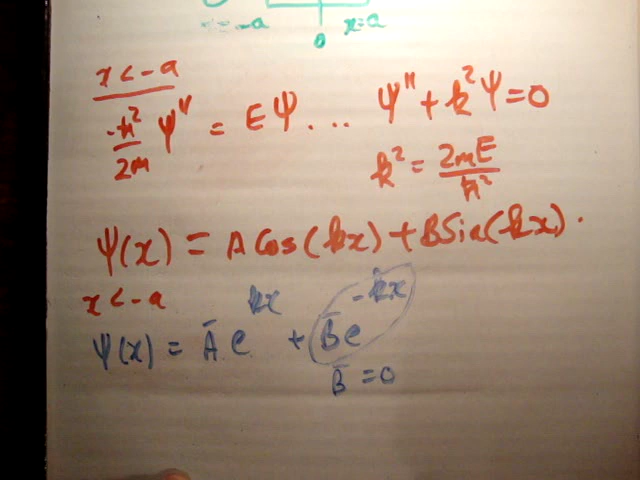 x = -a 0 x=a
x < -a
-ħ²/2m ψ'' = Eψ ... ψ'' + k²ψ = 0
k² = 2mE/ħ²
ψ(x) = A Cos(kx) + B Sin(kx).
x < -a
ψ(x) = Ā e^{kx} + B̄ e^{-kx}
B̄ = 0